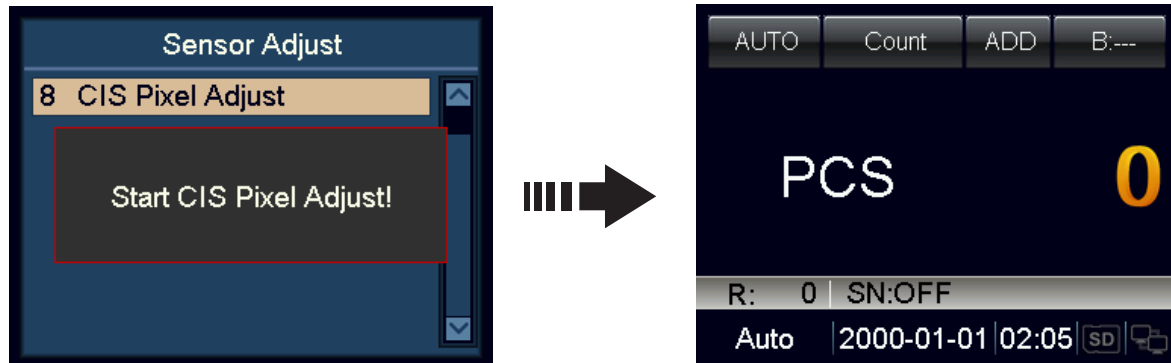 Sensor Adjust
8 CIS Pixel Adjust
Start CIS Pixel Adjust!
AUTO Count ADD B:---
PCS 0
R: 0 SN:OFF
Auto 2000-01-01 02:05 SD